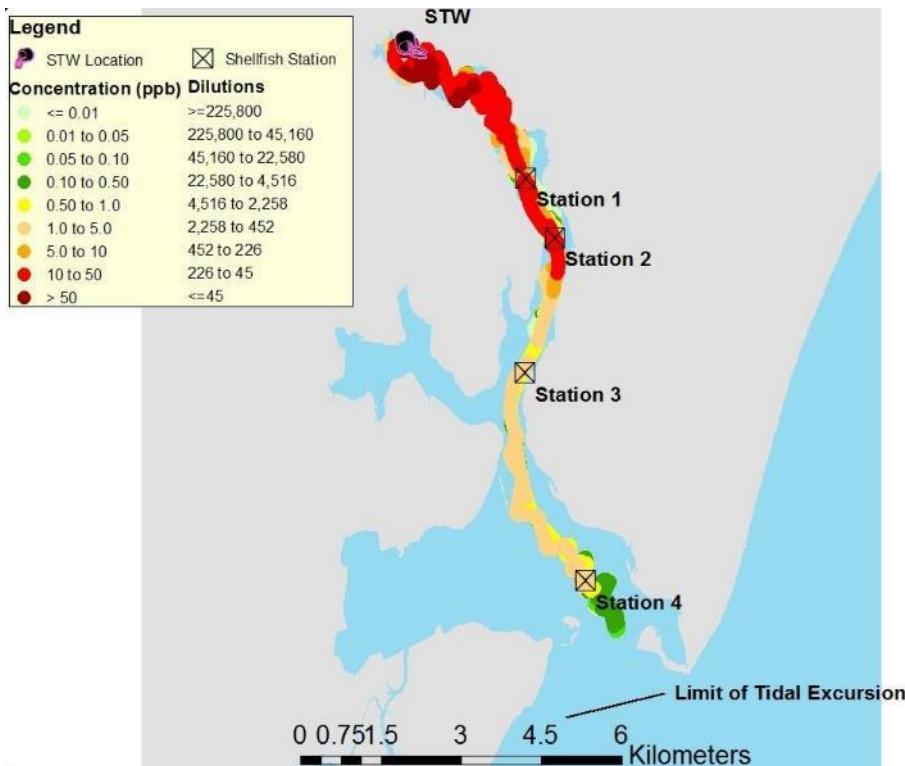 STW
Legend
STW Location Shellfish Station
Concentration (ppb) Dilutions
<= 0.01 >=225,800
0.01 to 0.05 225,800 to 45,160
0.05 to 0.10 45,160 to 22,580
0.10 to 0.50 22,580 to 4,516
0.50 to 1.0 4,516 to 2,258
1.0 to 5.0 2,258 to 452
5.0 to 10 452 to 226
10 to 50 226 to 45
> 50 <=45
Station 1
Station 2
Station 3
Station 4
Limit of Tidal Excursion
0 0.75 1.5 3 4.5 6
Kilometers